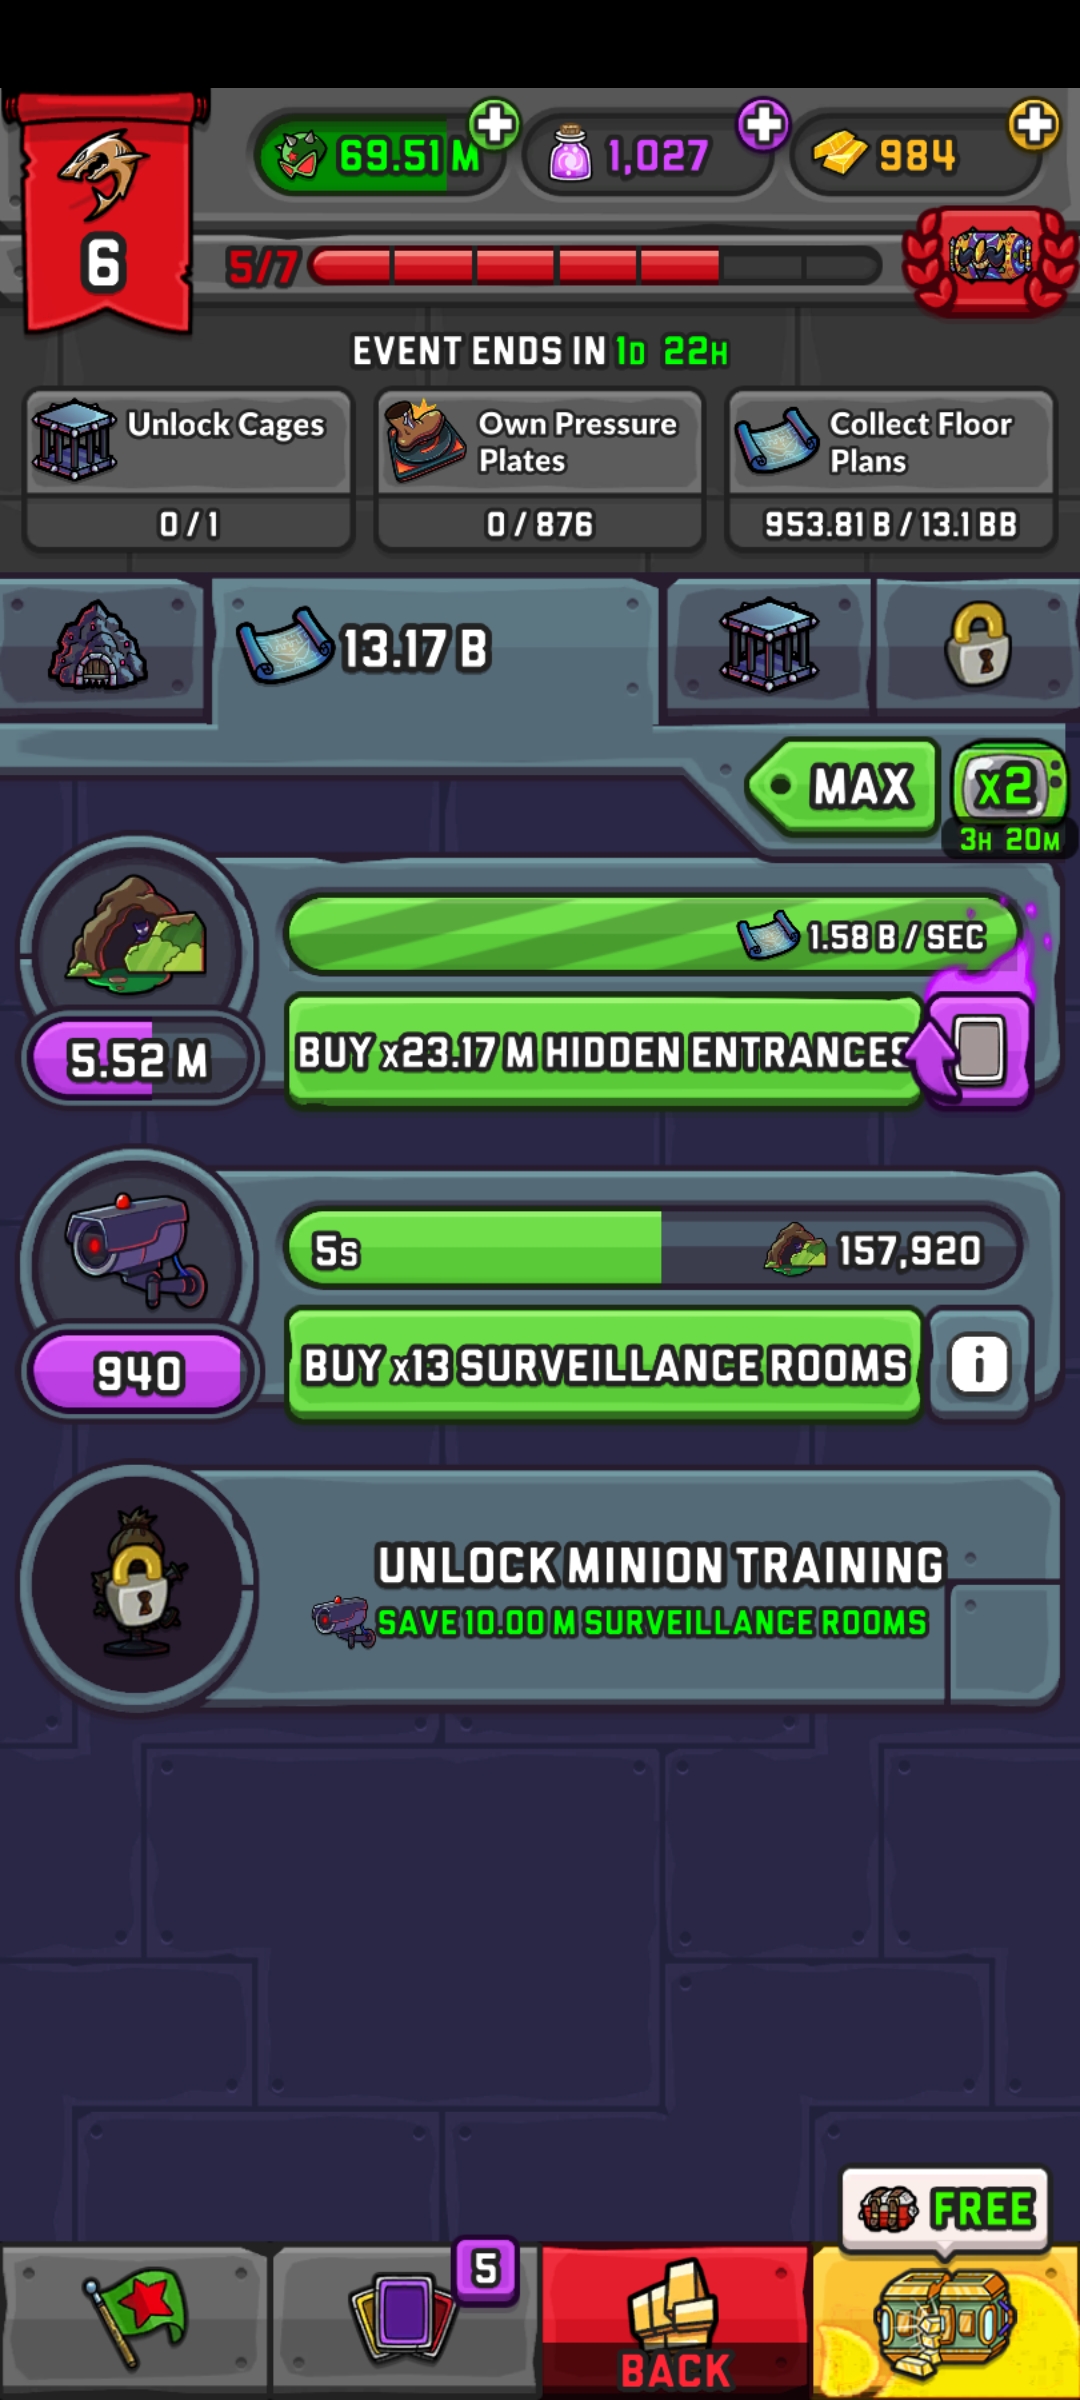 69.51 M
1,027
984
6
5/7
EVENT ENDS IN 1D 22H
Unlock Cages
0 / 1
Own Pressure
Plates
0 / 876
Collect Floor
Plans
953.81 B / 13.1 BB
13.17 B
MAX
x2
3H 20M
1.58 B / SEC
5.52 M
BUY x23.17 M HIDDEN ENTRANCES
5s
157,920
940
BUY x13 SURVEILLANCE ROOMS
i
UNLOCK MINION TRAINING
SAVE 10.00 M SURVEILLANCE ROOMS
FREE
5
BACK